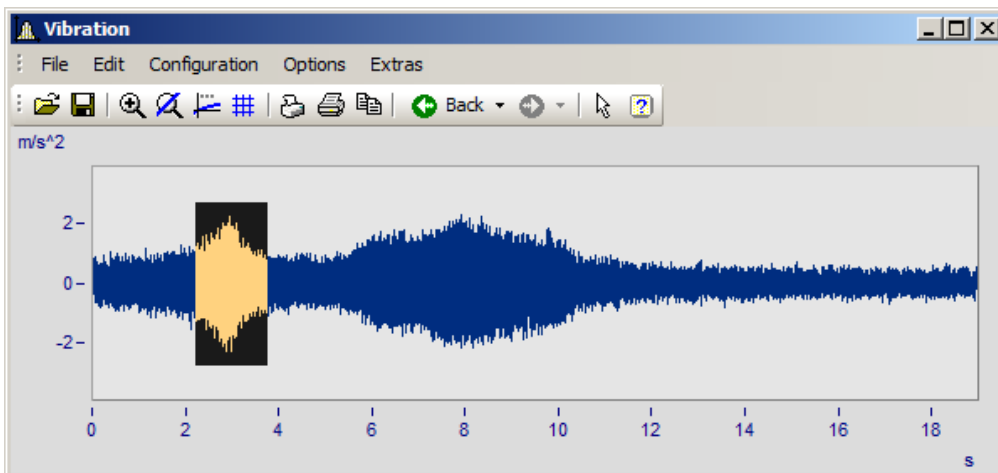 Vibration
File Edit Configuration Options Extras
Back
m/s^2
2
0
-2
0 2 4 6 8 10 12 14 16 18
s